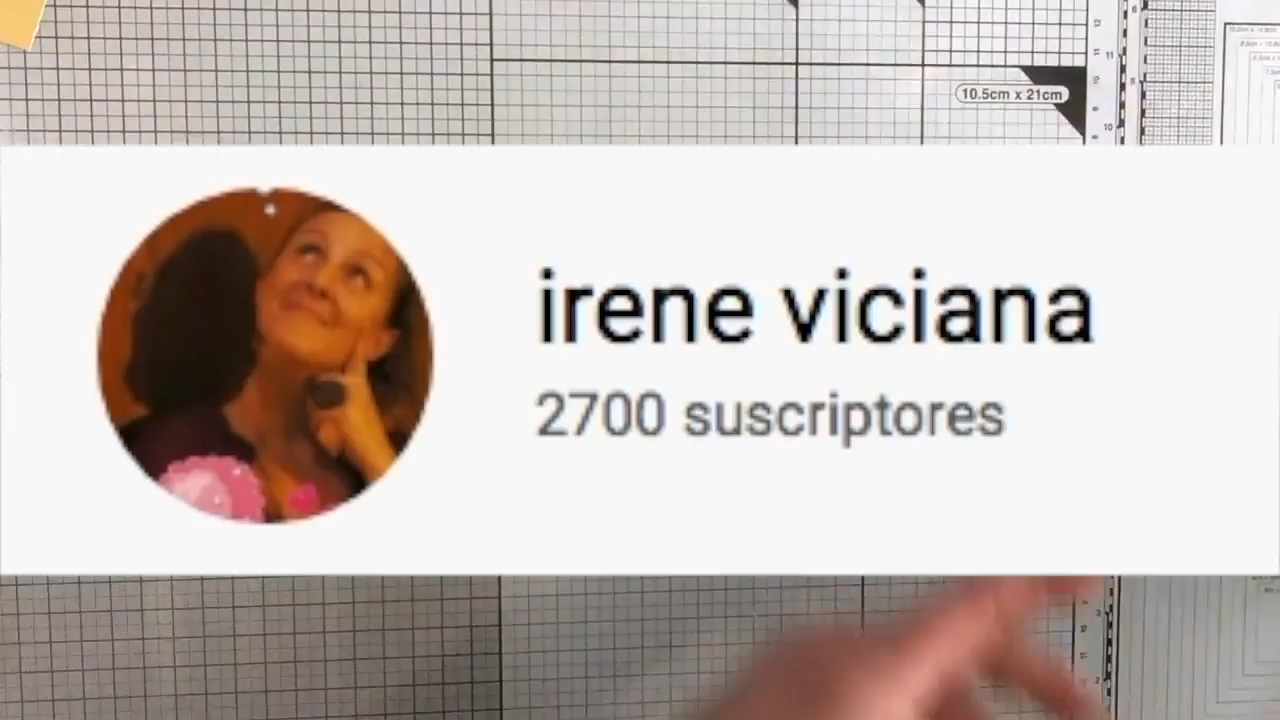 10.5cm x 21cm
irene viciana
2700 suscriptores